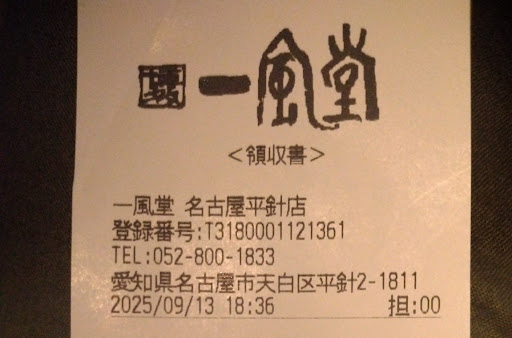 博多 一風堂
<領収書>
一風堂 名古屋平針店
登録番号:T3180001121361
TEL:052-800-1833
愛知県名古屋市天白区平針2-1811
2025/09/13 18:36 担:00